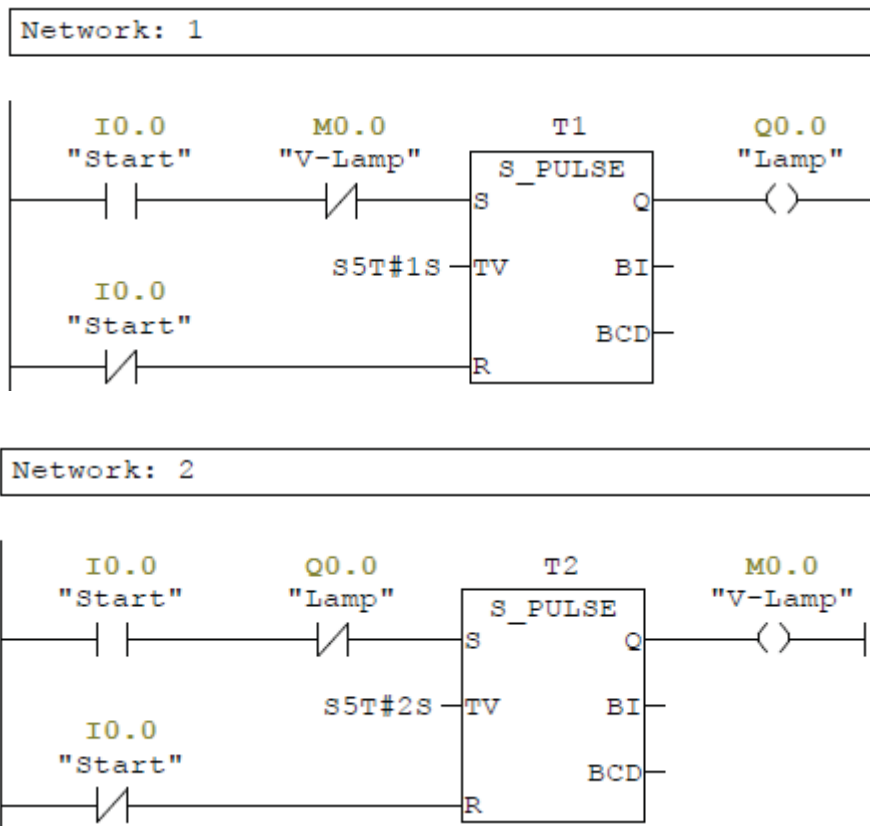 Network: 1
I0.0 M0.0 T1 Q0.0
"Start" "V-Lamp" S_PULSE "Lamp"
S Q
S5T#1S TV BI
I0.0
"Start" BCD
R
Network: 2
I0.0 Q0.0 T2 M0.0
"Start" "Lamp" S_PULSE "V-Lamp"
S Q
S5T#2S TV BI
I0.0
"Start" BCD
R